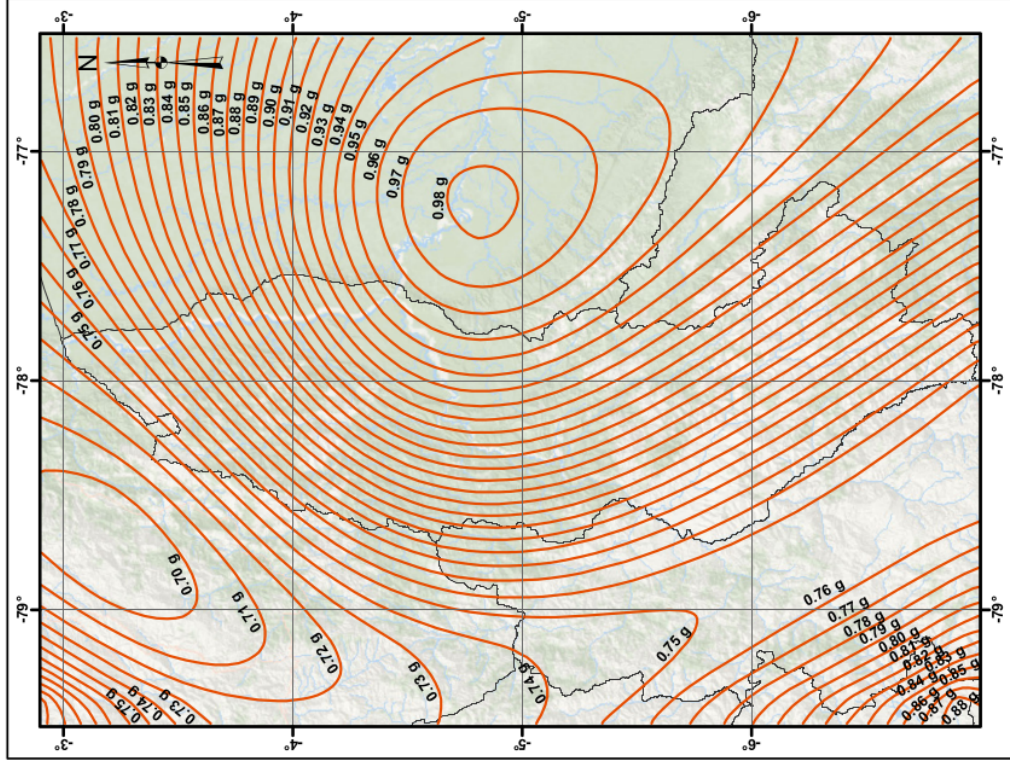 -3°
-4°
-5°
-6°
N
0.79 g
0.80 g
0.81 g
0.82 g
0.83 g
0.84 g
0.85 g
0.86 g
0.87 g
0.88 g
0.89 g
0.90 g
0.91 g
0.92 g
0.93 g
0.94 g
0.95 g
0.96 g
0.97 g
0.98 g
-77°
-77°
0.78 g
0.77 g
0.76 g
0.75 g
-78°
-78°
0.70 g
0.71 g
0.72 g
0.73 g
0.74 g
0.75 g
-79°
-79°
0.76 g
0.77 g
0.78 g
0.79 g
0.80 g
0.81 g
0.82 g
0.83 g
0.84 g
0.85 g
0.86 g
0.87 g
0.88 g
0.75
0.74 g
0.73 g
-3°
-4°
-5°
-6°